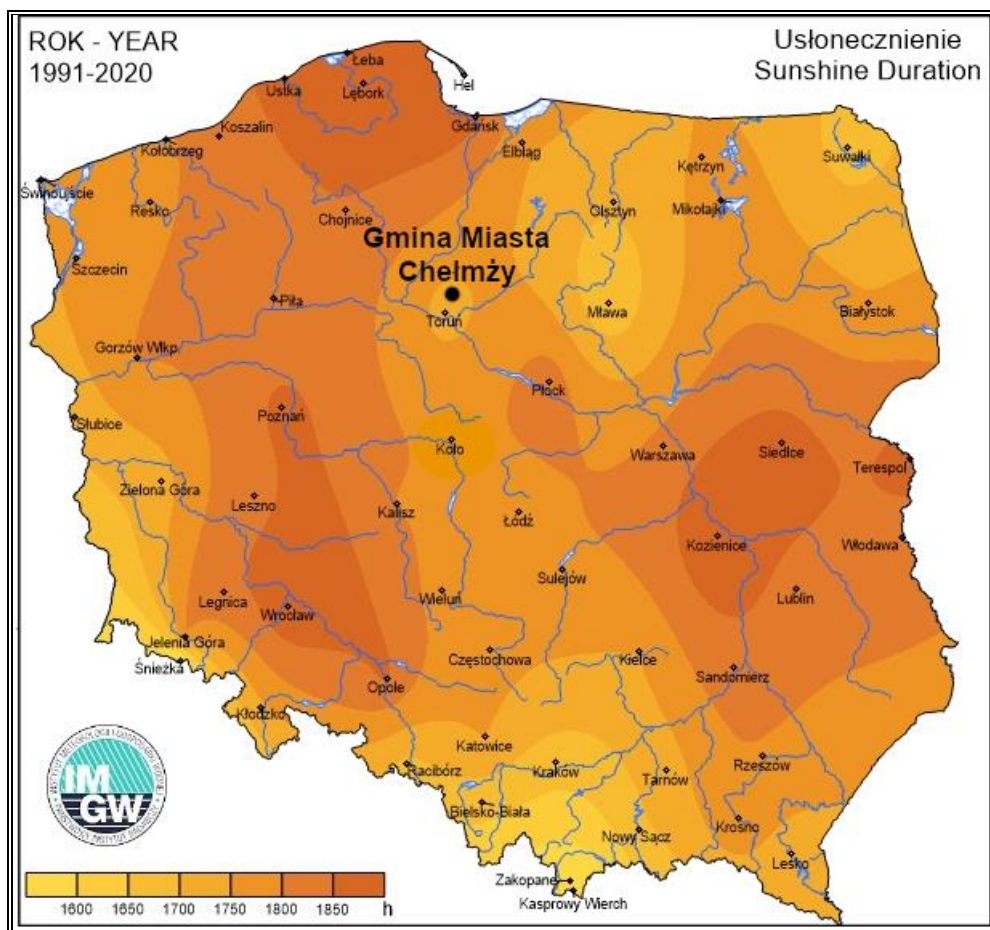 ROK - YEAR
1991-2020
Usłonecznienie
Sunshine Duration
Łeba
Ustka
Lębork
Hel
Gdańsk
Koszalin
Kołobrzeg
Elbląg
Suwałki
Kętrzyn
Świnoujście
Resko
Chojnice
Olsztyn
Mikołajki
Gmina Miasta
Chełmży
Szczecin
Piła
Toruń
Mława
Białystok
Gorzów Wlkp.
Płock
Słubice
Poznań
Koło
Warszawa
Siedlce
Terespol
Zielona Góra
Leszno
Kalisz
Łódź
Kozienice
Włodawa
Sulejów
Legnica
Wrocław
Wieluń
Lublin
Jelenia Góra
Śnieżka
Częstochowa
Kielce
Sandomierz
Opole
Kłodzko
Katowice
Racibórz
Kraków
Tarnów
Rzeszów
Bielsko-Biała
Nowy Sącz
Krosno
Lesko
Zakopane
Kasprowy Wierch
IM
GW
1600 1650 1700 1750 1800 1850 h